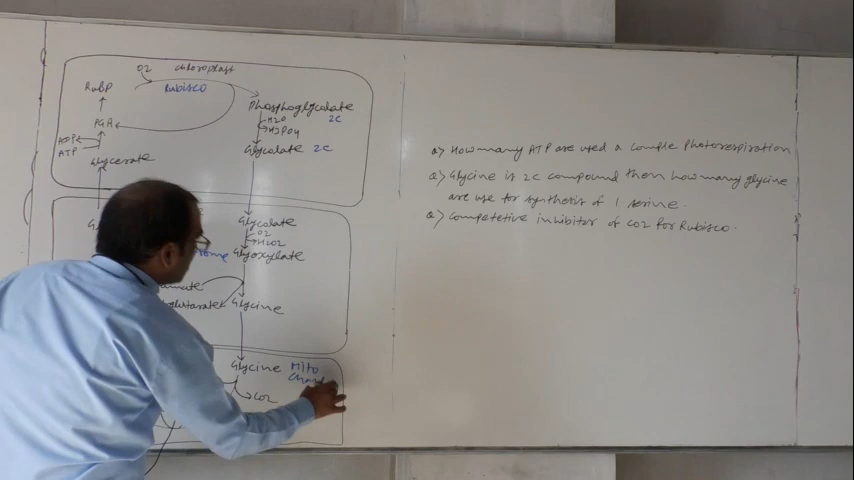 O2 chloroplast
RuBP Rubisco
Phosphoglycolate
PGA H2O 2C
H3PO4
ADP
ATP Glycolate 2C
Glycerate
Glycolate
O2
H2O2
Glyoxylate
Glycine
Glycine Mito
CO2
Q> How many ATP are used a comple Photorespiration
Q> Glycine is 2C compound then how many glycine
are use for synthesis of 1 serine.
Q> Competetive inhibitor of CO2 for Rubisco.